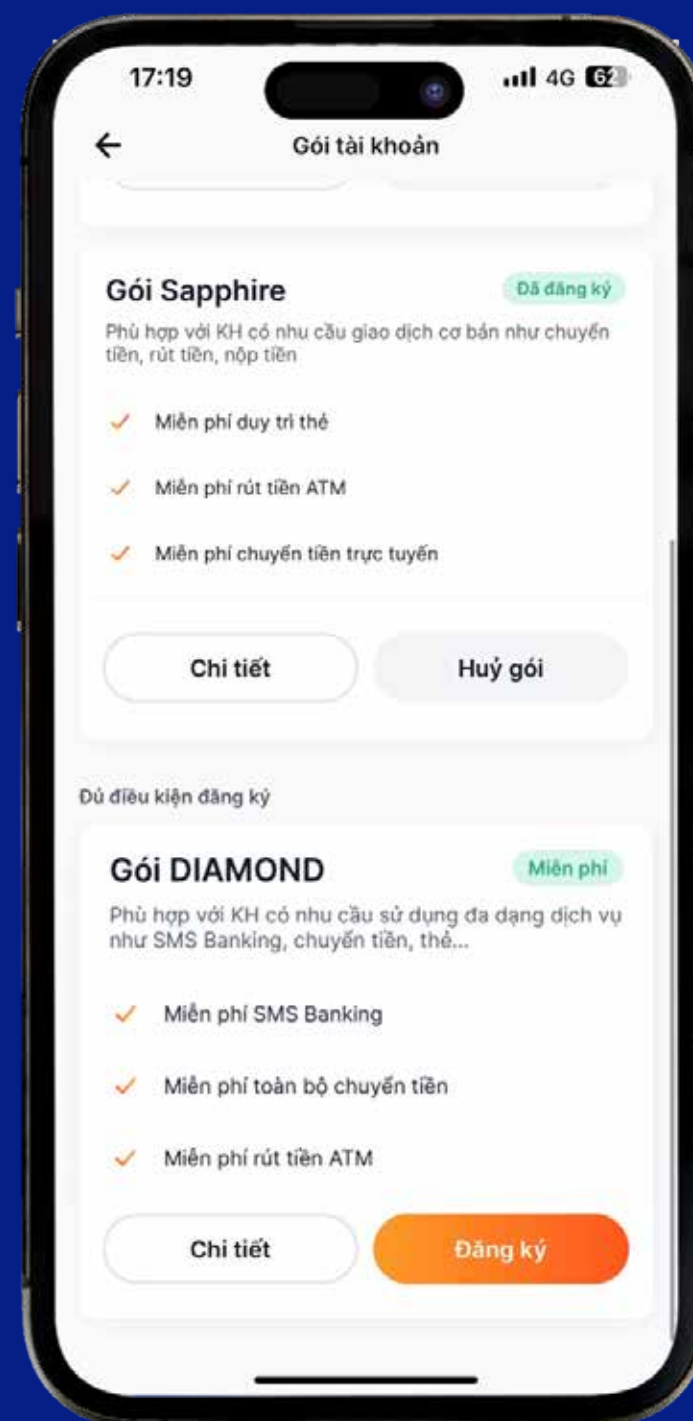 17:19
4G 62
Gói tài khoản
Gói Sapphire
Đã đăng ký
Phù hợp với KH có nhu cầu giao dịch cơ bản như chuyển
tiền, rút tiền, nộp tiền
Miễn phí duy trì thẻ
Miễn phí rút tiền ATM
Miễn phí chuyển tiền trực tuyến
Chi tiết
Huỷ gói
Đủ điều kiện đăng ký
Gói DIAMOND
Miễn phí
Phù hợp với KH có nhu cầu sử dụng đa dạng dịch vụ
như SMS Banking, chuyển tiền, thẻ...
Miễn phí SMS Banking
Miễn phí toàn bộ chuyển tiền
Miễn phí rút tiền ATM
Chi tiết
Đăng ký